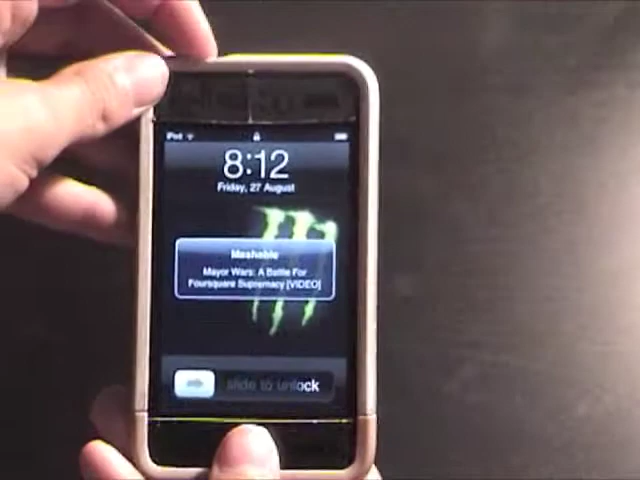 iPod
8:12
Friday, 27 August
Mashable
Mayor Wars: A Battle For
Foursquare Supremacy [VIDEO]
slide to unlock